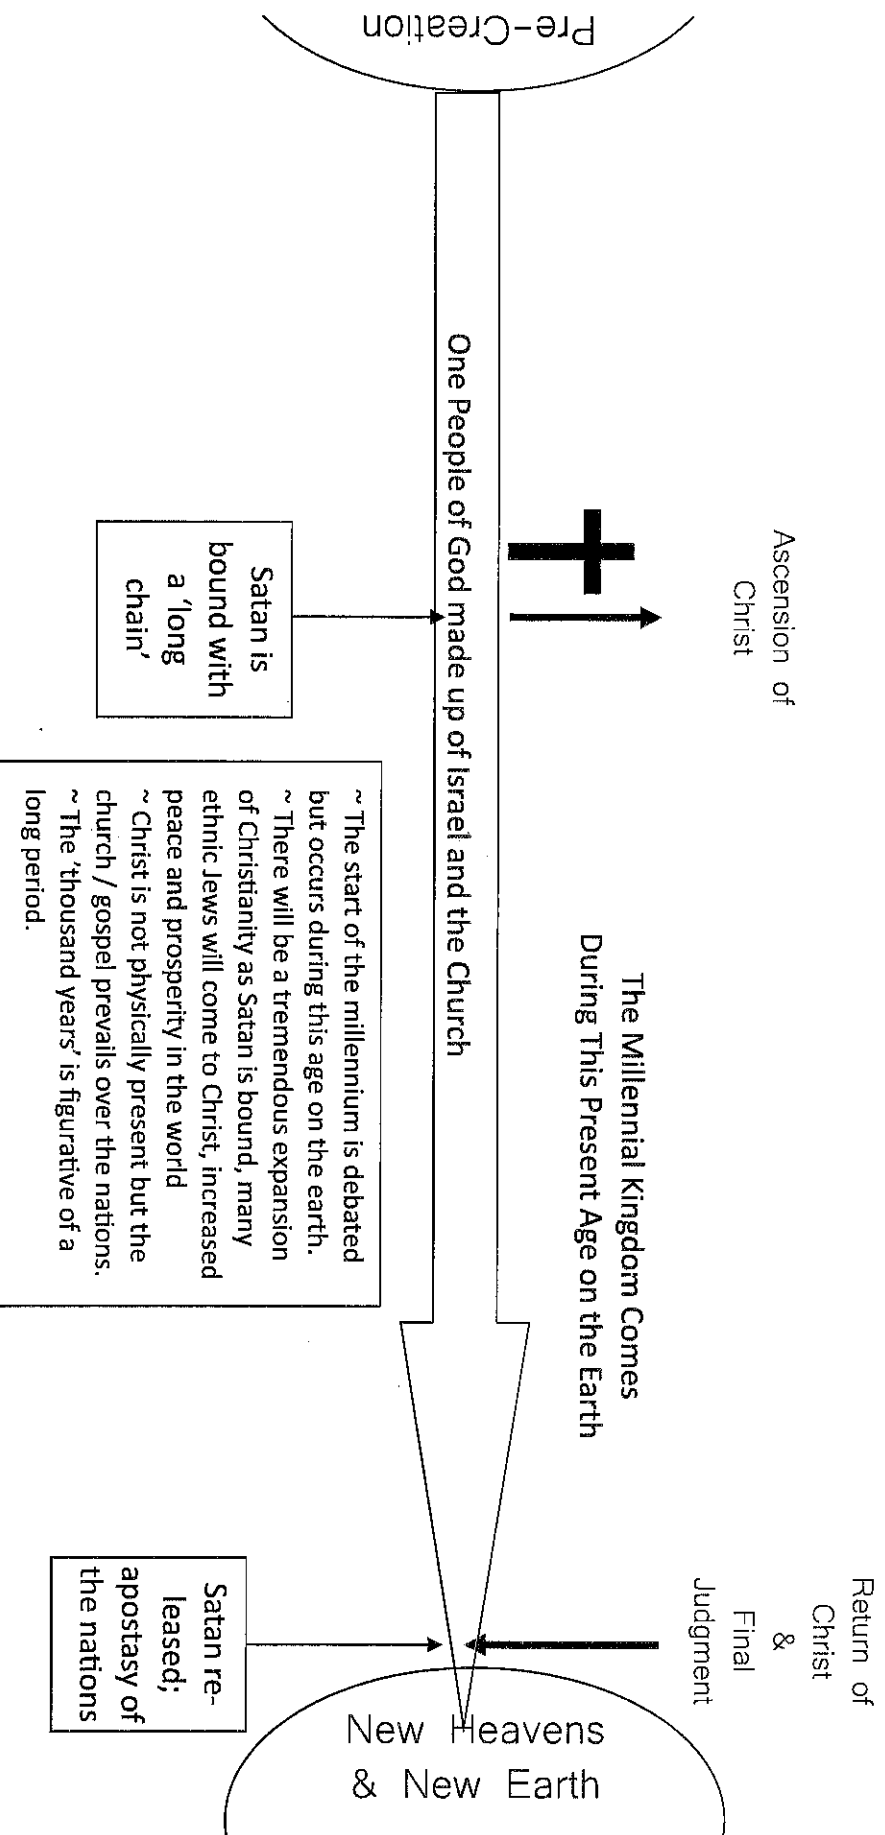 Pre-Creation
Ascension of
Christ
The Millennial Kingdom Comes
During This Present Age on the Earth
Return of
Christ
&
Final
Judgment
One People of God made up of Israel and the Church
New Heavens
& New Earth
Satan is
bound with
a 'long
chain'
~ The start of the millennium is debated
but occurs during this age on the earth.
~ There will be a tremendous expansion
of Christianity as Satan is bound, many
ethnic Jews will come to Christ, increased
peace and prosperity in the world
~ Christ is not physically present but the
church / gospel prevails over the nations.
~ The 'thousand years' is figurative of a
long period.
Satan re-
leased;
apostasy of
the nations